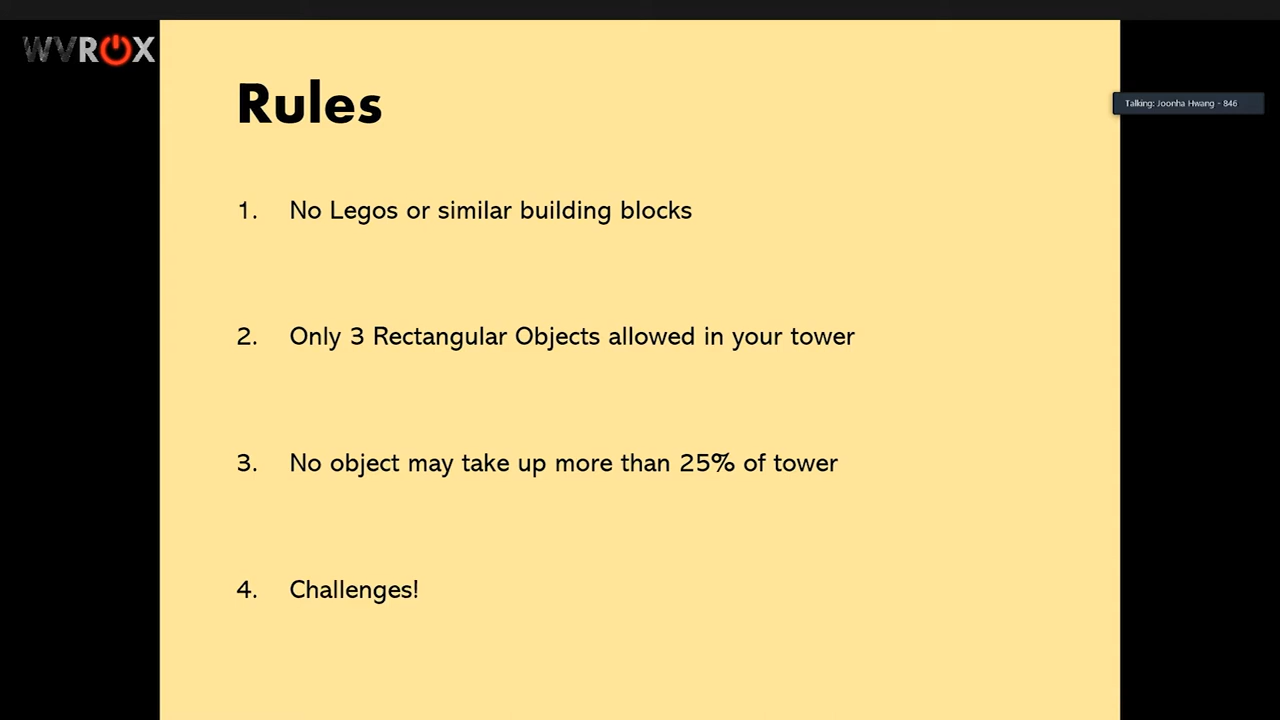 WVROX
Rules
Talking: Joonha Hwang - 846
1. No Legos or similar building blocks
2. Only 3 Rectangular Objects allowed in your tower
3. No object may take up more than 25% of tower
4. Challenges!